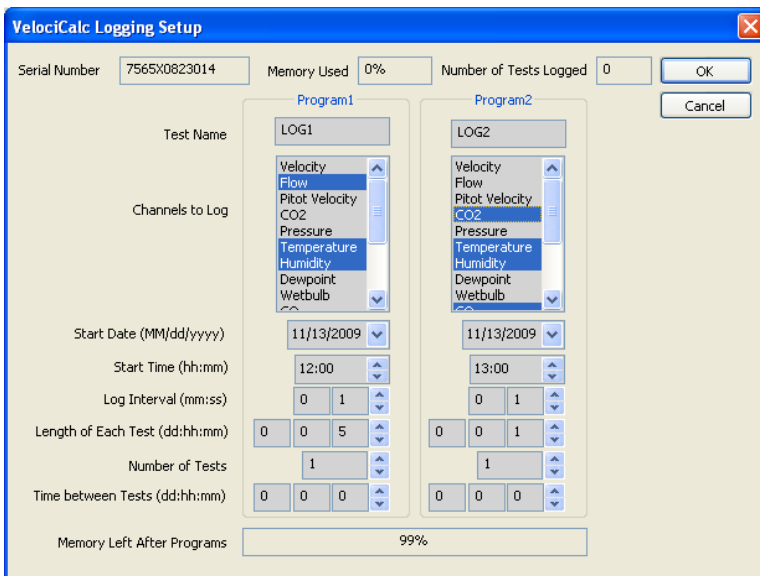 VelociCalc Logging Setup
Serial Number 7565X0823014 Memory Used 0% Number of Tests Logged 0 OK
Cancel
Program1 Program2
Test Name LOG1 LOG2
Channels to Log
Velocity
Flow
Pitot Velocity
CO2
Pressure
Temperature
Humidity
Dewpoint
Wetbulb
CO
Velocity
Flow
Pitot Velocity
CO2
Pressure
Temperature
Humidity
Dewpoint
Wetbulb
CO
Start Date (MM/dd/yyyy) 11/13/2009 11/13/2009
Start Time (hh:mm) 12:00 13:00
Log Interval (mm:ss) 0 1 0 1
Length of Each Test (dd:hh:mm) 0 0 5 0 0 1
Number of Tests 1 1
Time between Tests (dd:hh:mm) 0 0 0 0 0 0
Memory Left After Programs 99%